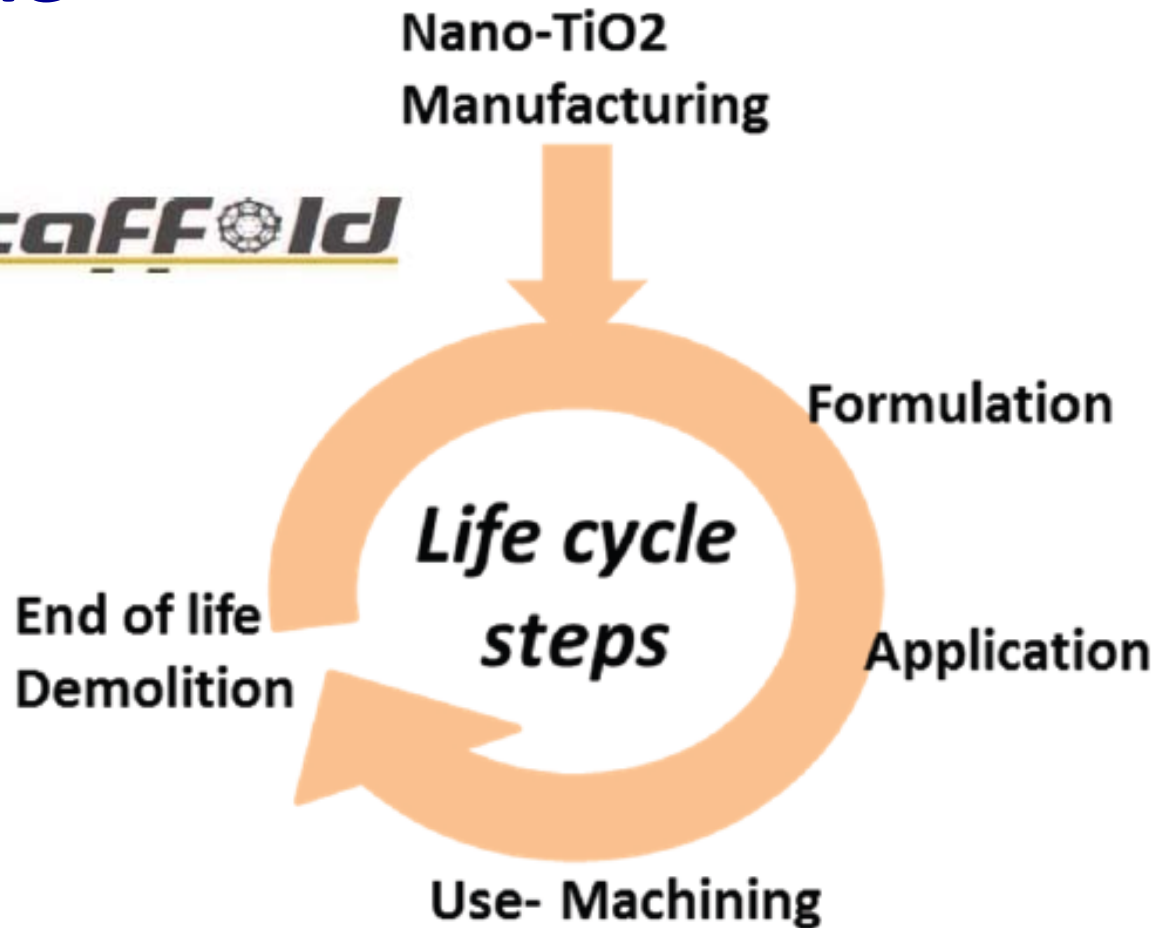 Nano-TiO2
Manufacturing
Formulation
Life cycle
steps
End of life
Demolition
Application
Use- Machining